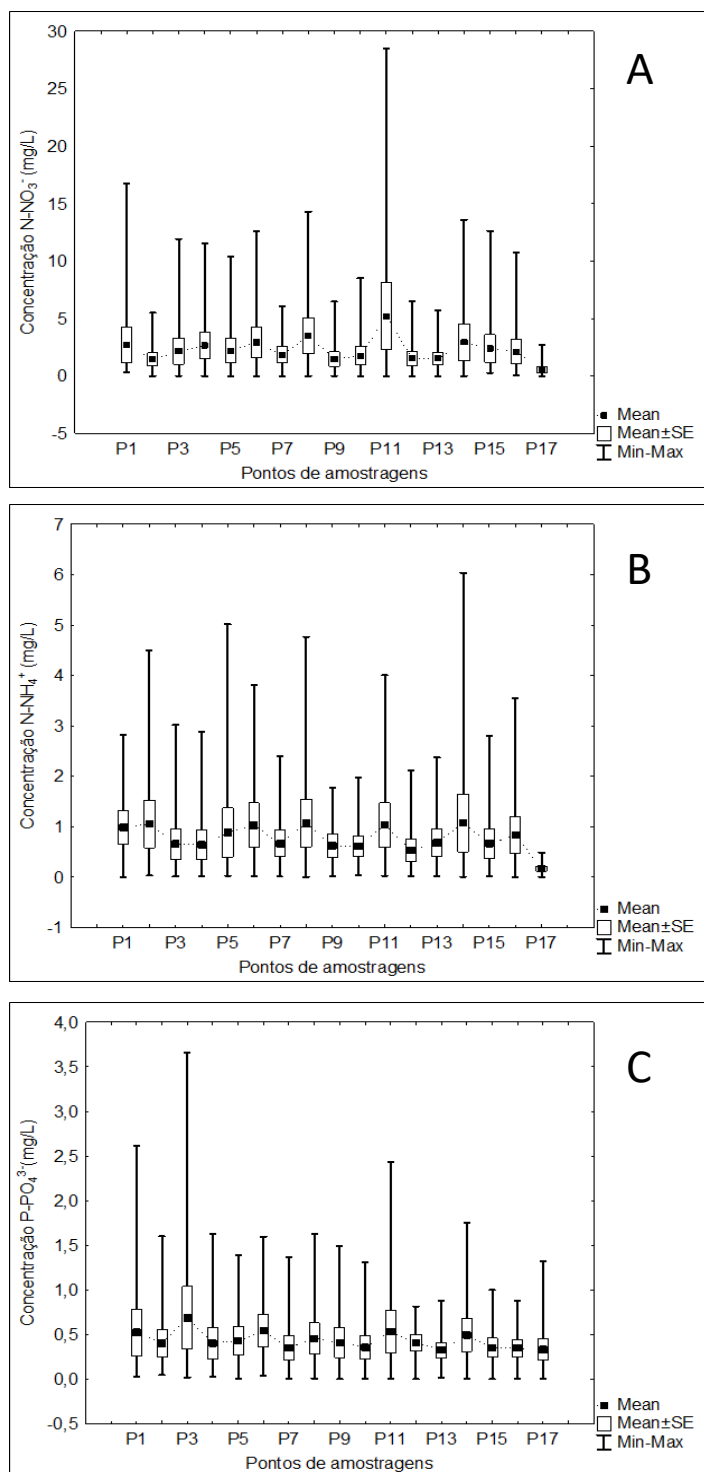 A
Concentração N-NO₃⁻ (mg/L)
30
25
20
15
10
5
0
-5
P1 P3 P5 P7 P9 P11 P13 P15 P17
Pontos de amostragens
Mean
Mean±SE
Min-Max
B
Concentração N-NH₄⁺ (mg/L)
7
6
5
4
3
2
1
0
-1
P1 P3 P5 P7 P9 P11 P13 P15 P17
Pontos de amostragens
Mean
Mean±SE
Min-Max
C
Concentração P-PO₄³⁻(mg/L)
4,0
3,5
3,0
2,5
2,0
1,5
1,0
0,5
0,0
-0,5
P1 P3 P5 P7 P9 P11 P13 P15 P17
Pontos de amostragens
Mean
Mean±SE
Min-Max